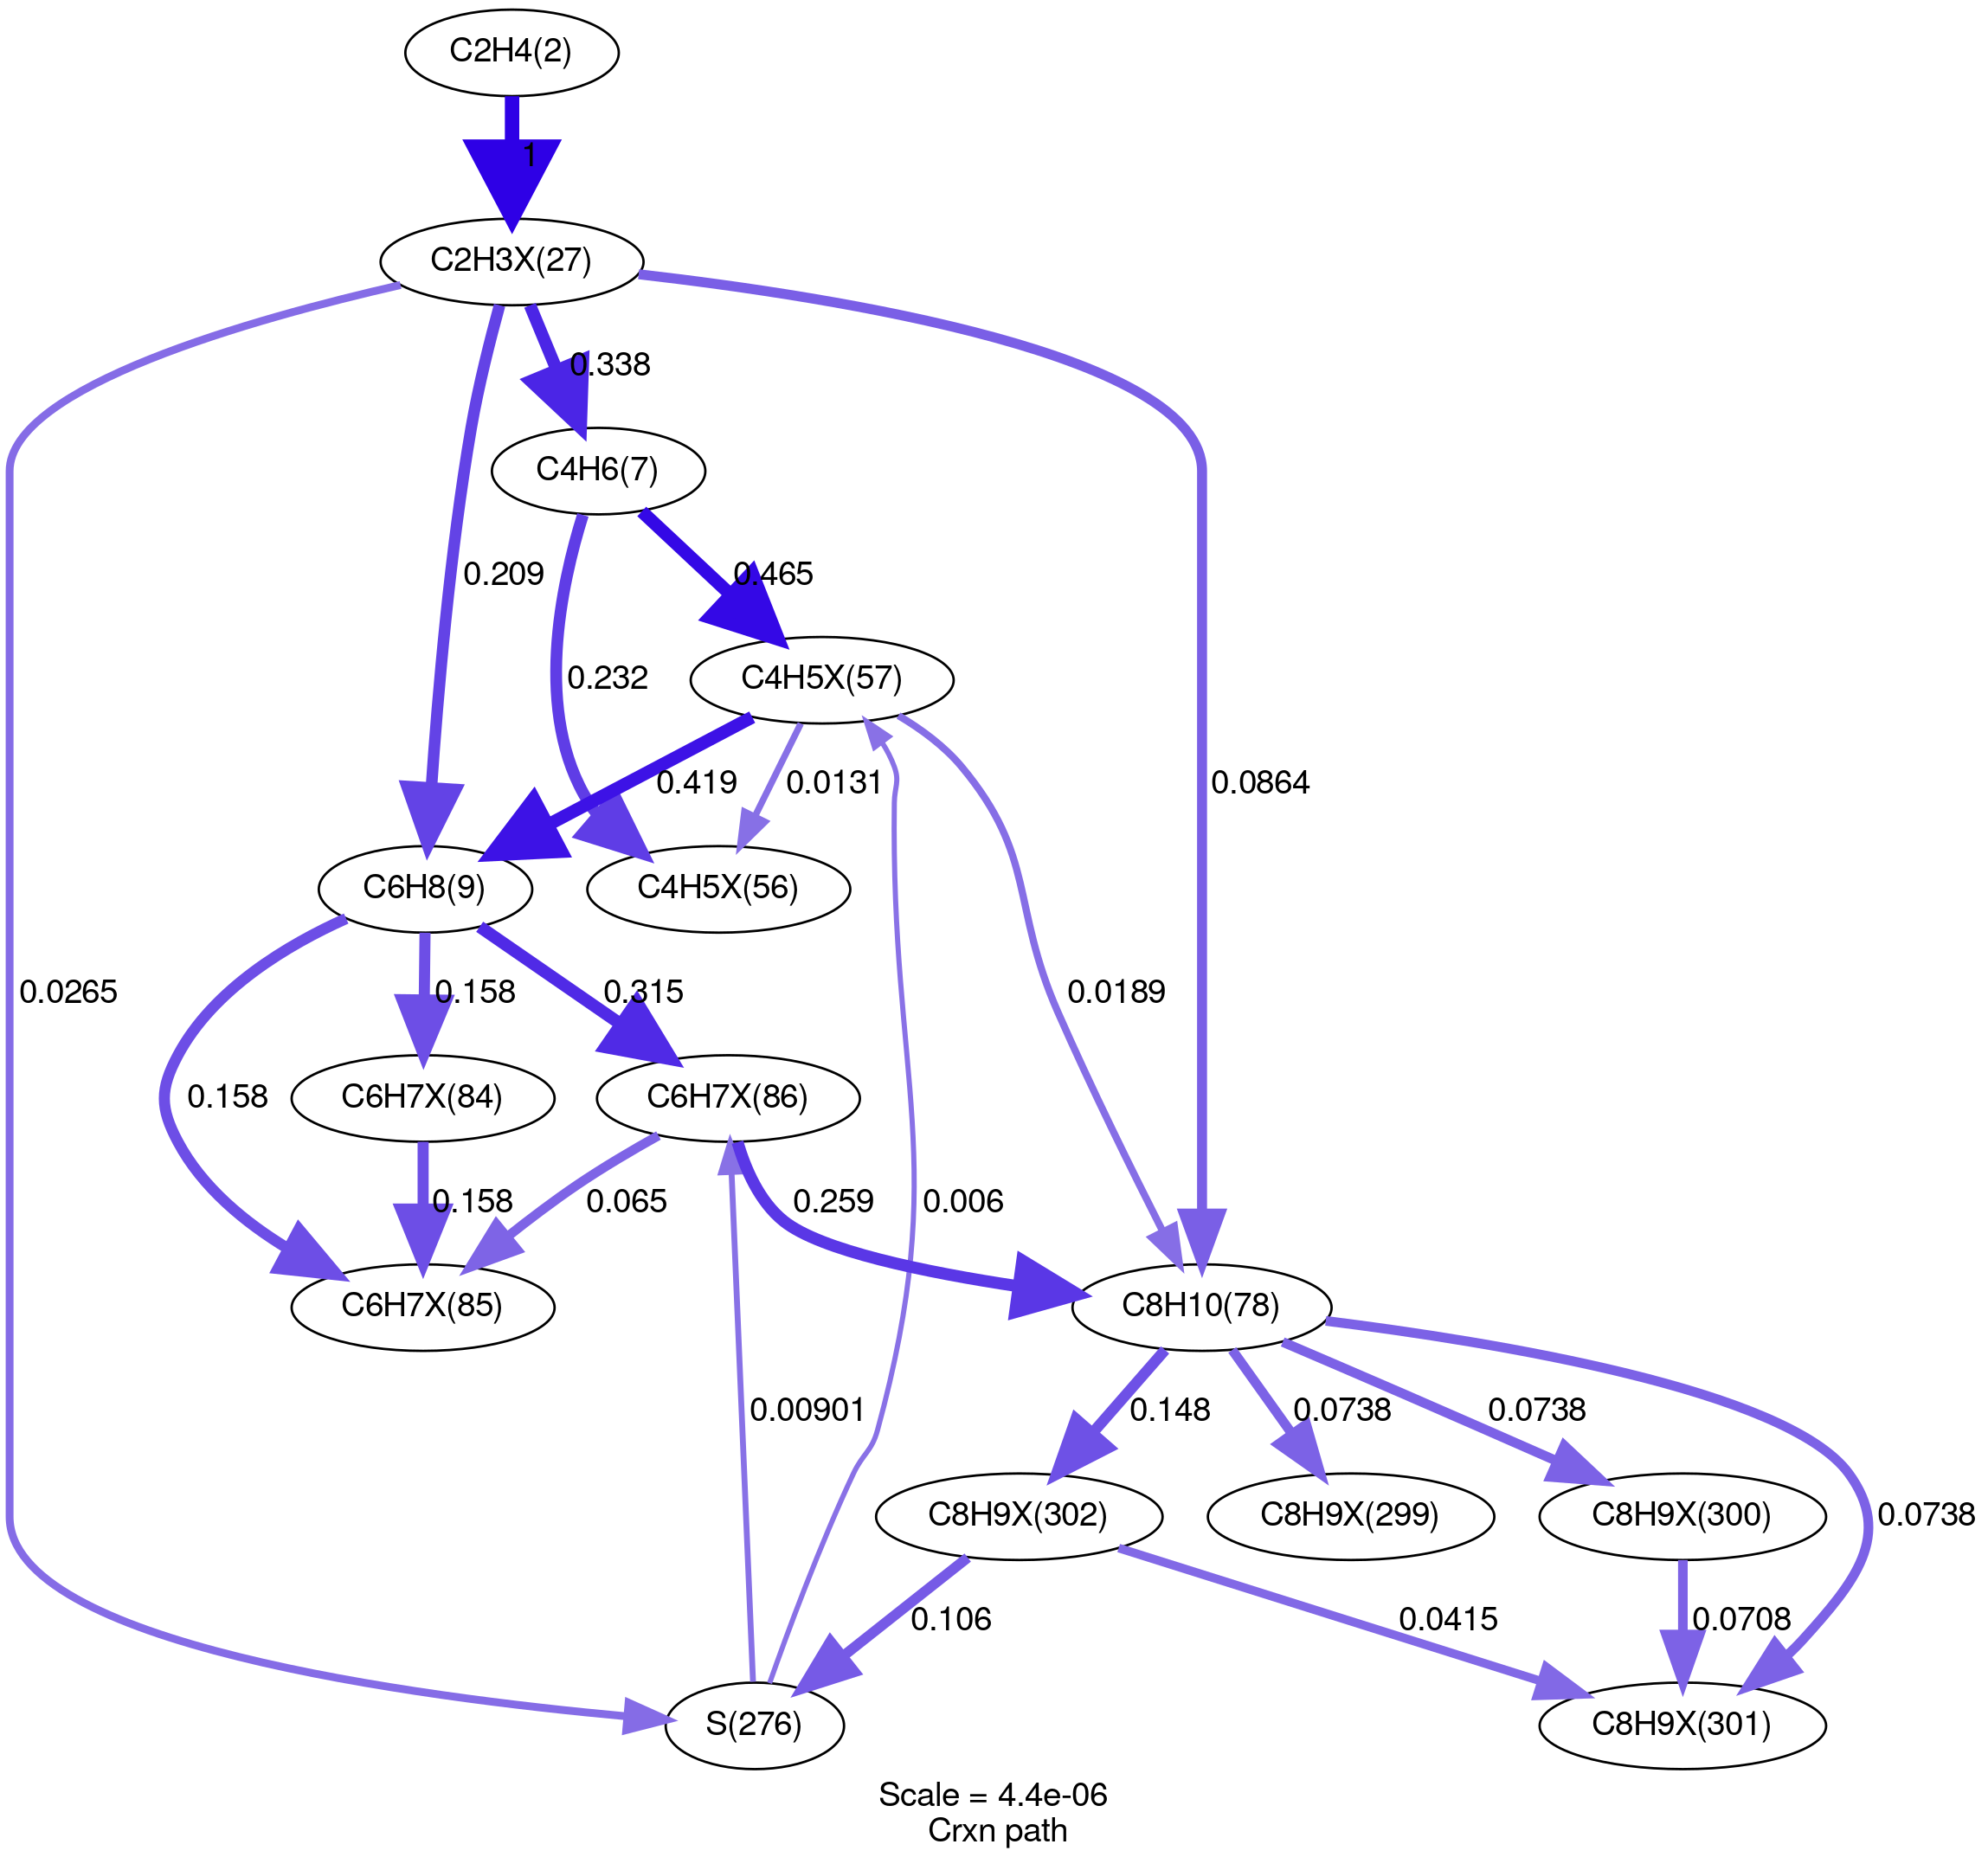 C2H4(2)
1
C2H3X(27)
0.338
C4H6(7)
0.209
0.465
0.232
C4H5X(57)
0.419
0.0131
0.0864
C6H8(9)
C4H5X(56)
0.0265
0.158
0.315
0.0189
0.158
C6H7X(84)
C6H7X(86)
0.158
0.065
0.259
0.006
C6H7X(85)
C8H10(78)
0.00901
0.148
0.0738
0.0738
C8H9X(302)
C8H9X(299)
C8H9X(300)
0.0738
0.106
0.0415
0.0708
S(276)
C8H9X(301)
Scale = 4.4e-06
Crxn path